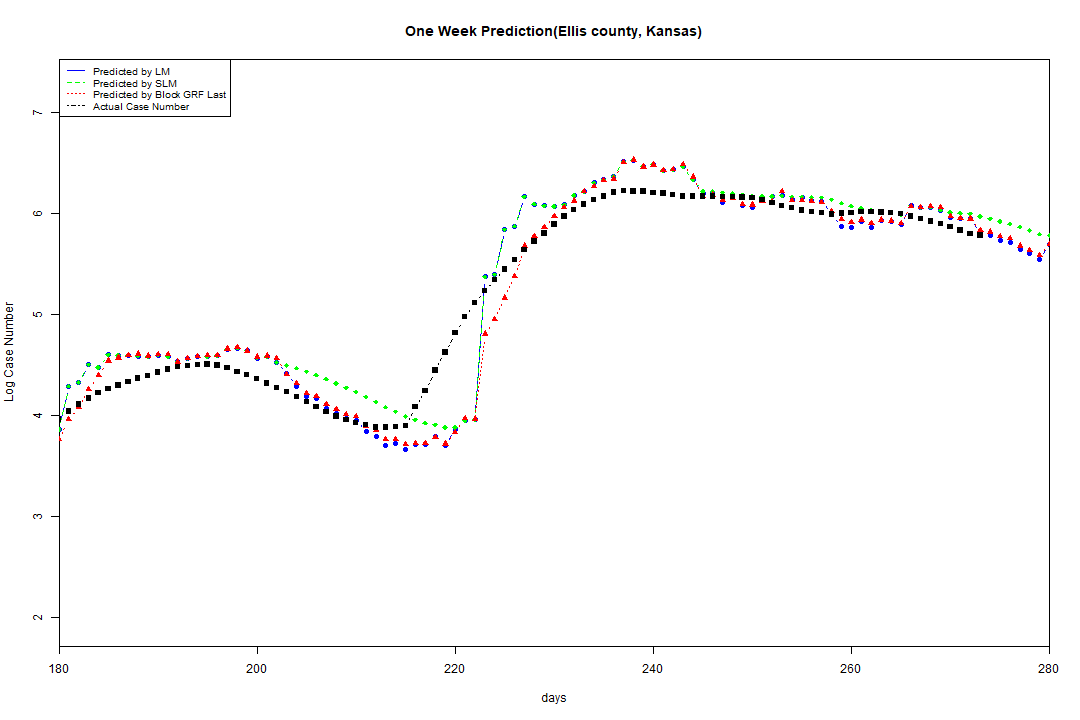 One Week Prediction(Ellis county, Kansas)
Predicted by LM
Predicted by SLM
Predicted by Block GRF Last
Actual Case Number
7
6
5
4
3
2
Log Case Number
180 200 220 240 260 280
days